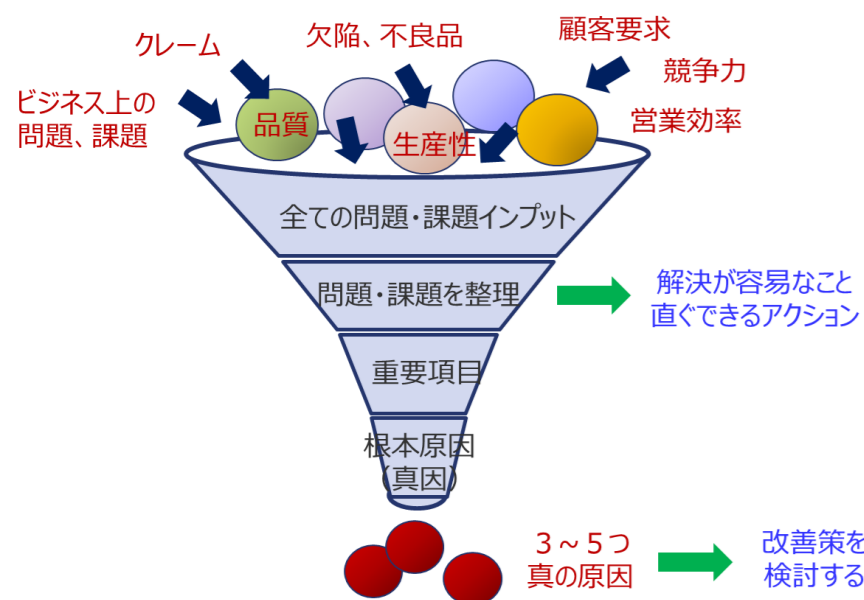 クレーム
欠陥、不良品
顧客要求
競争力
ビジネス上の
問題、課題
品質
生産性
営業効率
全ての問題・課題インプット
問題・課題を整理
解決が容易なこと
直ぐできるアクション
重要項目
根本原因
(真因)
３～５つ
真の原因
改善策を
検討する